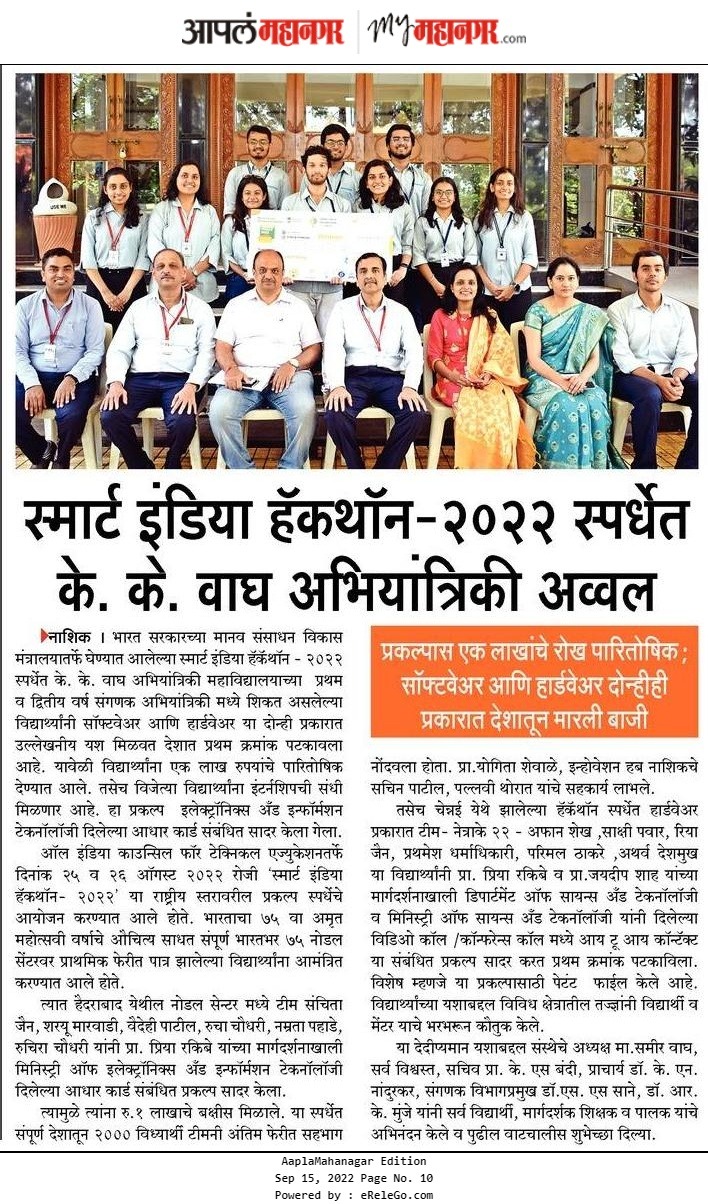 आपलं महानगर
My महानगर.com
USE ME
स्मार्ट इंडिया हॅकथॉन-२०२२ स्पर्धेत
के. के. वाघ अभियांत्रिकी अव्वल
नाशिक । भारत सरकारच्या मानव संसाधन विकास
मंत्रालयातर्फे घेण्यात आलेल्या स्मार्ट इंडिया हॅकॅथॉन - २०२२
स्पर्धेत के. के. वाघ अभियांत्रिकी महाविद्यालयाच्या प्रथम
व द्वितीय वर्ष संगणक अभियांत्रिकी मध्ये शिकत असलेल्या
विद्यार्थ्यांनी सॉफ्टवेअर आणि हार्डवेअर या दोन्ही प्रकारात
उल्लेखनीय यश मिळवत देशात प्रथम क्रमांक पटकावला
आहे. यावेळी विद्यार्थ्यांना एक लाख रुपयांचे पारितोषिक
देण्यात आले. तसेच विजेत्या विद्यार्थ्यांना इंटर्नशिपची संधी
मिळणार आहे. हा प्रकल्प इलेक्ट्रॉनिक्स अँड इन्फॉर्मशन
टेकनॉलॉजी दिलेल्या आधार कार्ड संबंधित सादर केला गेला.
ऑल इंडिया काउन्सिल फॉर टेक्निकल एज्युकेशनतर्फे
दिनांक २५ व २६ ऑगस्ट २०२२ रोजी ‘स्मार्ट इंडिया
हॅकॅथॉन- २०२२’ या राष्ट्रीय स्तरावरील प्रकल्प स्पर्धेचे
आयोजन करण्यात आले होते. भारताचा ७५ वा अमृत
महोत्सवी वर्षाचे औचित्य साधत संपूर्ण भारतभर ७५ नोडल
सेंटरवर प्राथमिक फेरीत पात्र झालेल्या विद्यार्थ्यांना आमंत्रित
करण्यात आले होते.
त्यात हैदराबाद येथील नोडल सेन्टर मध्ये टीम संचिता
जैन, शरयू मारवाडी, वैदेही पाटील, रुचा चौधरी, नम्रता पहाडे,
रुचिरा चौधरी यांनी प्रा. प्रिया रकिबे यांच्या मार्गदर्शनाखाली
मिनिस्ट्री ऑफ इलेक्ट्रॉनिक्स अँड इन्फॉर्मशन टेकनॉलॉजी
दिलेल्या आधार कार्ड संबंधित प्रकल्प सादर केला.
त्यामुळे त्यांना रु.१ लाखाचे बक्षीस मिळाले. या स्पर्धेत
संपूर्ण देशातून २००० विध्यार्थी टीमनी अंतिम फेरीत सहभाग
प्रकल्पास एक लाखांचे रोख पारितोषिक ;
सॉफ्टवेअर आणि हार्डवेअर दोन्हीही
प्रकारात देशातून मारली बाजी
नोंदवला होता. प्रा.योगिता शेवाळे, इन्होवेशन हब नाशिकचे
सचिन पाटील, पल्लवी थोरात यांचे सहकार्य लाभले.
तसेच चेन्नई येथे झालेल्या हॅकॅथॉन स्पर्धेत हार्डवेअर
प्रकारात टीम- नेत्राके २२ - अफान शेख ,साक्षी पवार, रिया
जैन, प्रथमेश धर्माधिकारी, परिमल ठाकरे ,अथर्व देशमुख
या विद्यार्थ्यांनी प्रा. प्रिया रकिबे व प्रा.जयदीप शाह यांच्या
मार्गदर्शनाखाली डिपार्टमेंट ऑफ सायन्स अँड टेकनॉलॉजी
व मिनिस्ट्री ऑफ सायन्स अँड टेकनॉलॉजी यांनी दिलेल्या
विडिओ कॉल /कॉन्फरेन्स कॉल मध्ये आय टू आय कॉन्टॅक्ट
या संबंधित प्रकल्प सादर करत प्रथम क्रमांक पटकाविला.
विशेष म्हणजे या प्रकल्पासाठी पेटंट फाईल केले आहे.
विद्यार्थ्यांच्या यशाबद्दल विविध क्षेत्रातील तज्ज्ञांनी विद्यार्थी व
मेंटर याचे भरभरून कौतुक केले.
या देदीप्यमान यशाबद्दल संस्थेचे अध्यक्ष मा.समीर वाघ,
सर्व विश्वस्त, सचिव प्रा. के. एस बंदी, प्राचार्य डॉ. के. एन.
नांदुरकर, संगणक विभागप्रमुख डॉ.एस. एस साने, डॉ. आर.
के. मुंजे यांनी सर्व विद्यार्थी, मार्गदर्शक शिक्षक व पालक यांचे
अभिनंदन केले व पुढील वाटचालीस शुभेच्छा दिल्या.
AaplaMahanagar Edition
Sep 15, 2022 Page No. 10
Powered by : eReleGo.com